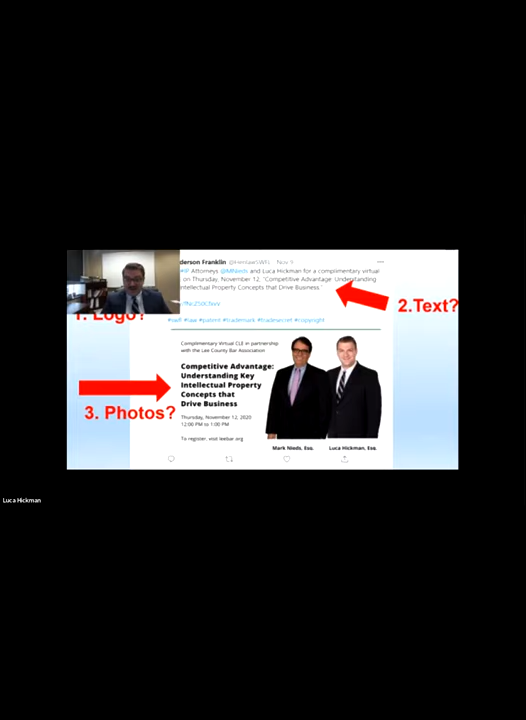 derson Franklin @HenlawSWFL · Nov 9
#IP Attorneys @MNieds and Luca Hickman for a complimentary virtual
on Thursday, November 12, "Competitive Advantage: Understanding
Intellectual Property Concepts that Drive Business."
#swfl #law #patent #trademark #tradesecret #copyright
1. Logo?
2.Text?
3. Photos?
Complimentary Virtual CLE in partnership
with the Lee County Bar Association
Competitive Advantage:
Understanding Key
Intellectual Property
Concepts that
Drive Business
Thursday, November 12, 2020
12:00 PM to 1:00 PM
To register, visit leebar.org
Mark Nieds, Esq.
Luca Hickman, Esq.
Luca Hickman